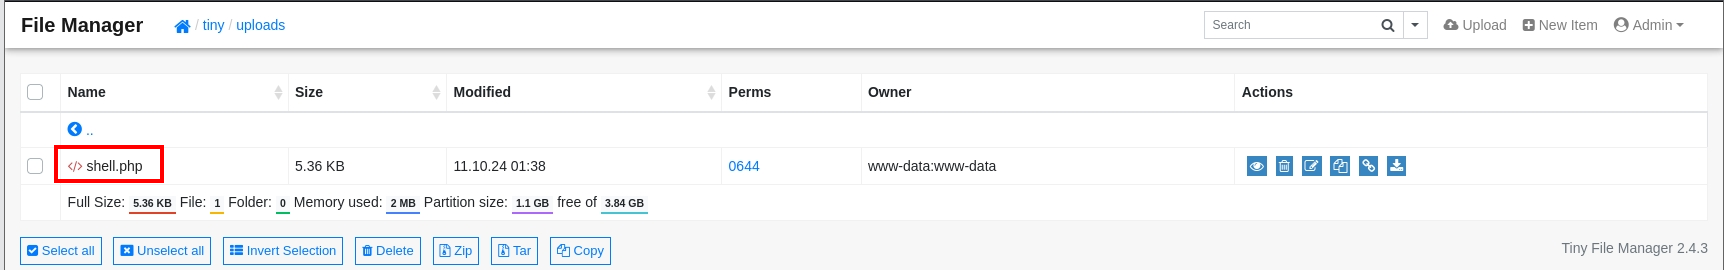 File Manager / tiny / uploads Search Upload New Item Admin
Name Size Modified Perms Owner Actions
..
</> shell.php 5.36 KB 11.10.24 01:38 0644 www-data:www-data
Full Size: 5.36 KB File: 1 Folder: 0 Memory used: 2 MB Partition size: 1.1 GB free of 3.84 GB
Select all Unselect all Invert Selection Delete Zip Tar Copy Tiny File Manager 2.4.3